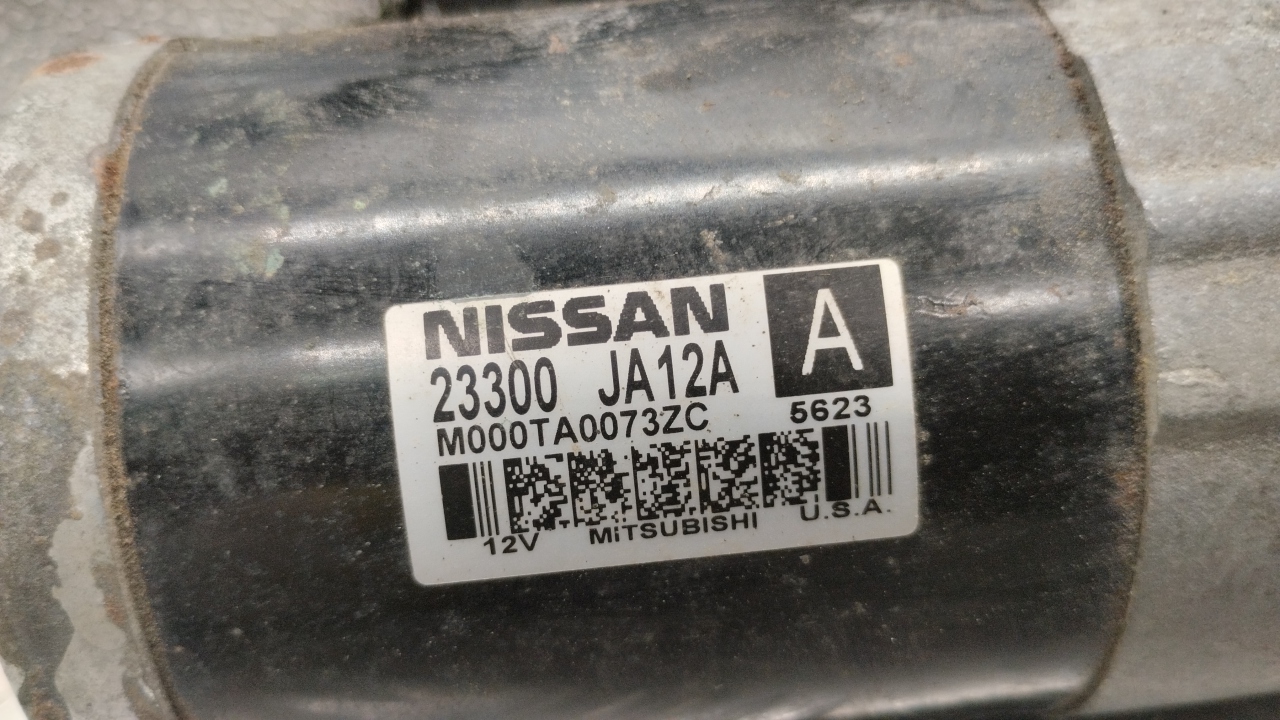 NISSAN A
23300 JA12A
M000TA0073ZC 5623
12V MiTSUBISHI U.S.A.